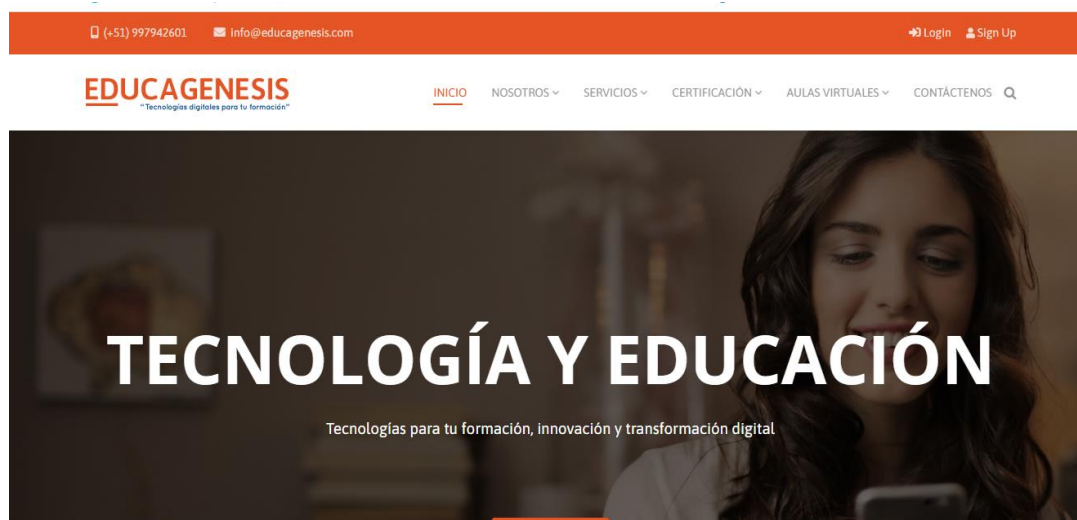 (+51) 997942601 info@educagenesis.com Login Sign Up
EDUCAGENESIS
"Tecnologías digitales para tu formación"
INICIO NOSOTROS SERVICIOS CERTIFICACIÓN AULAS VIRTUALES CONTÁCTENOS
TECNOLOGÍA Y EDUCACIÓN
Tecnologías para tu formación, innovación y transformación digital